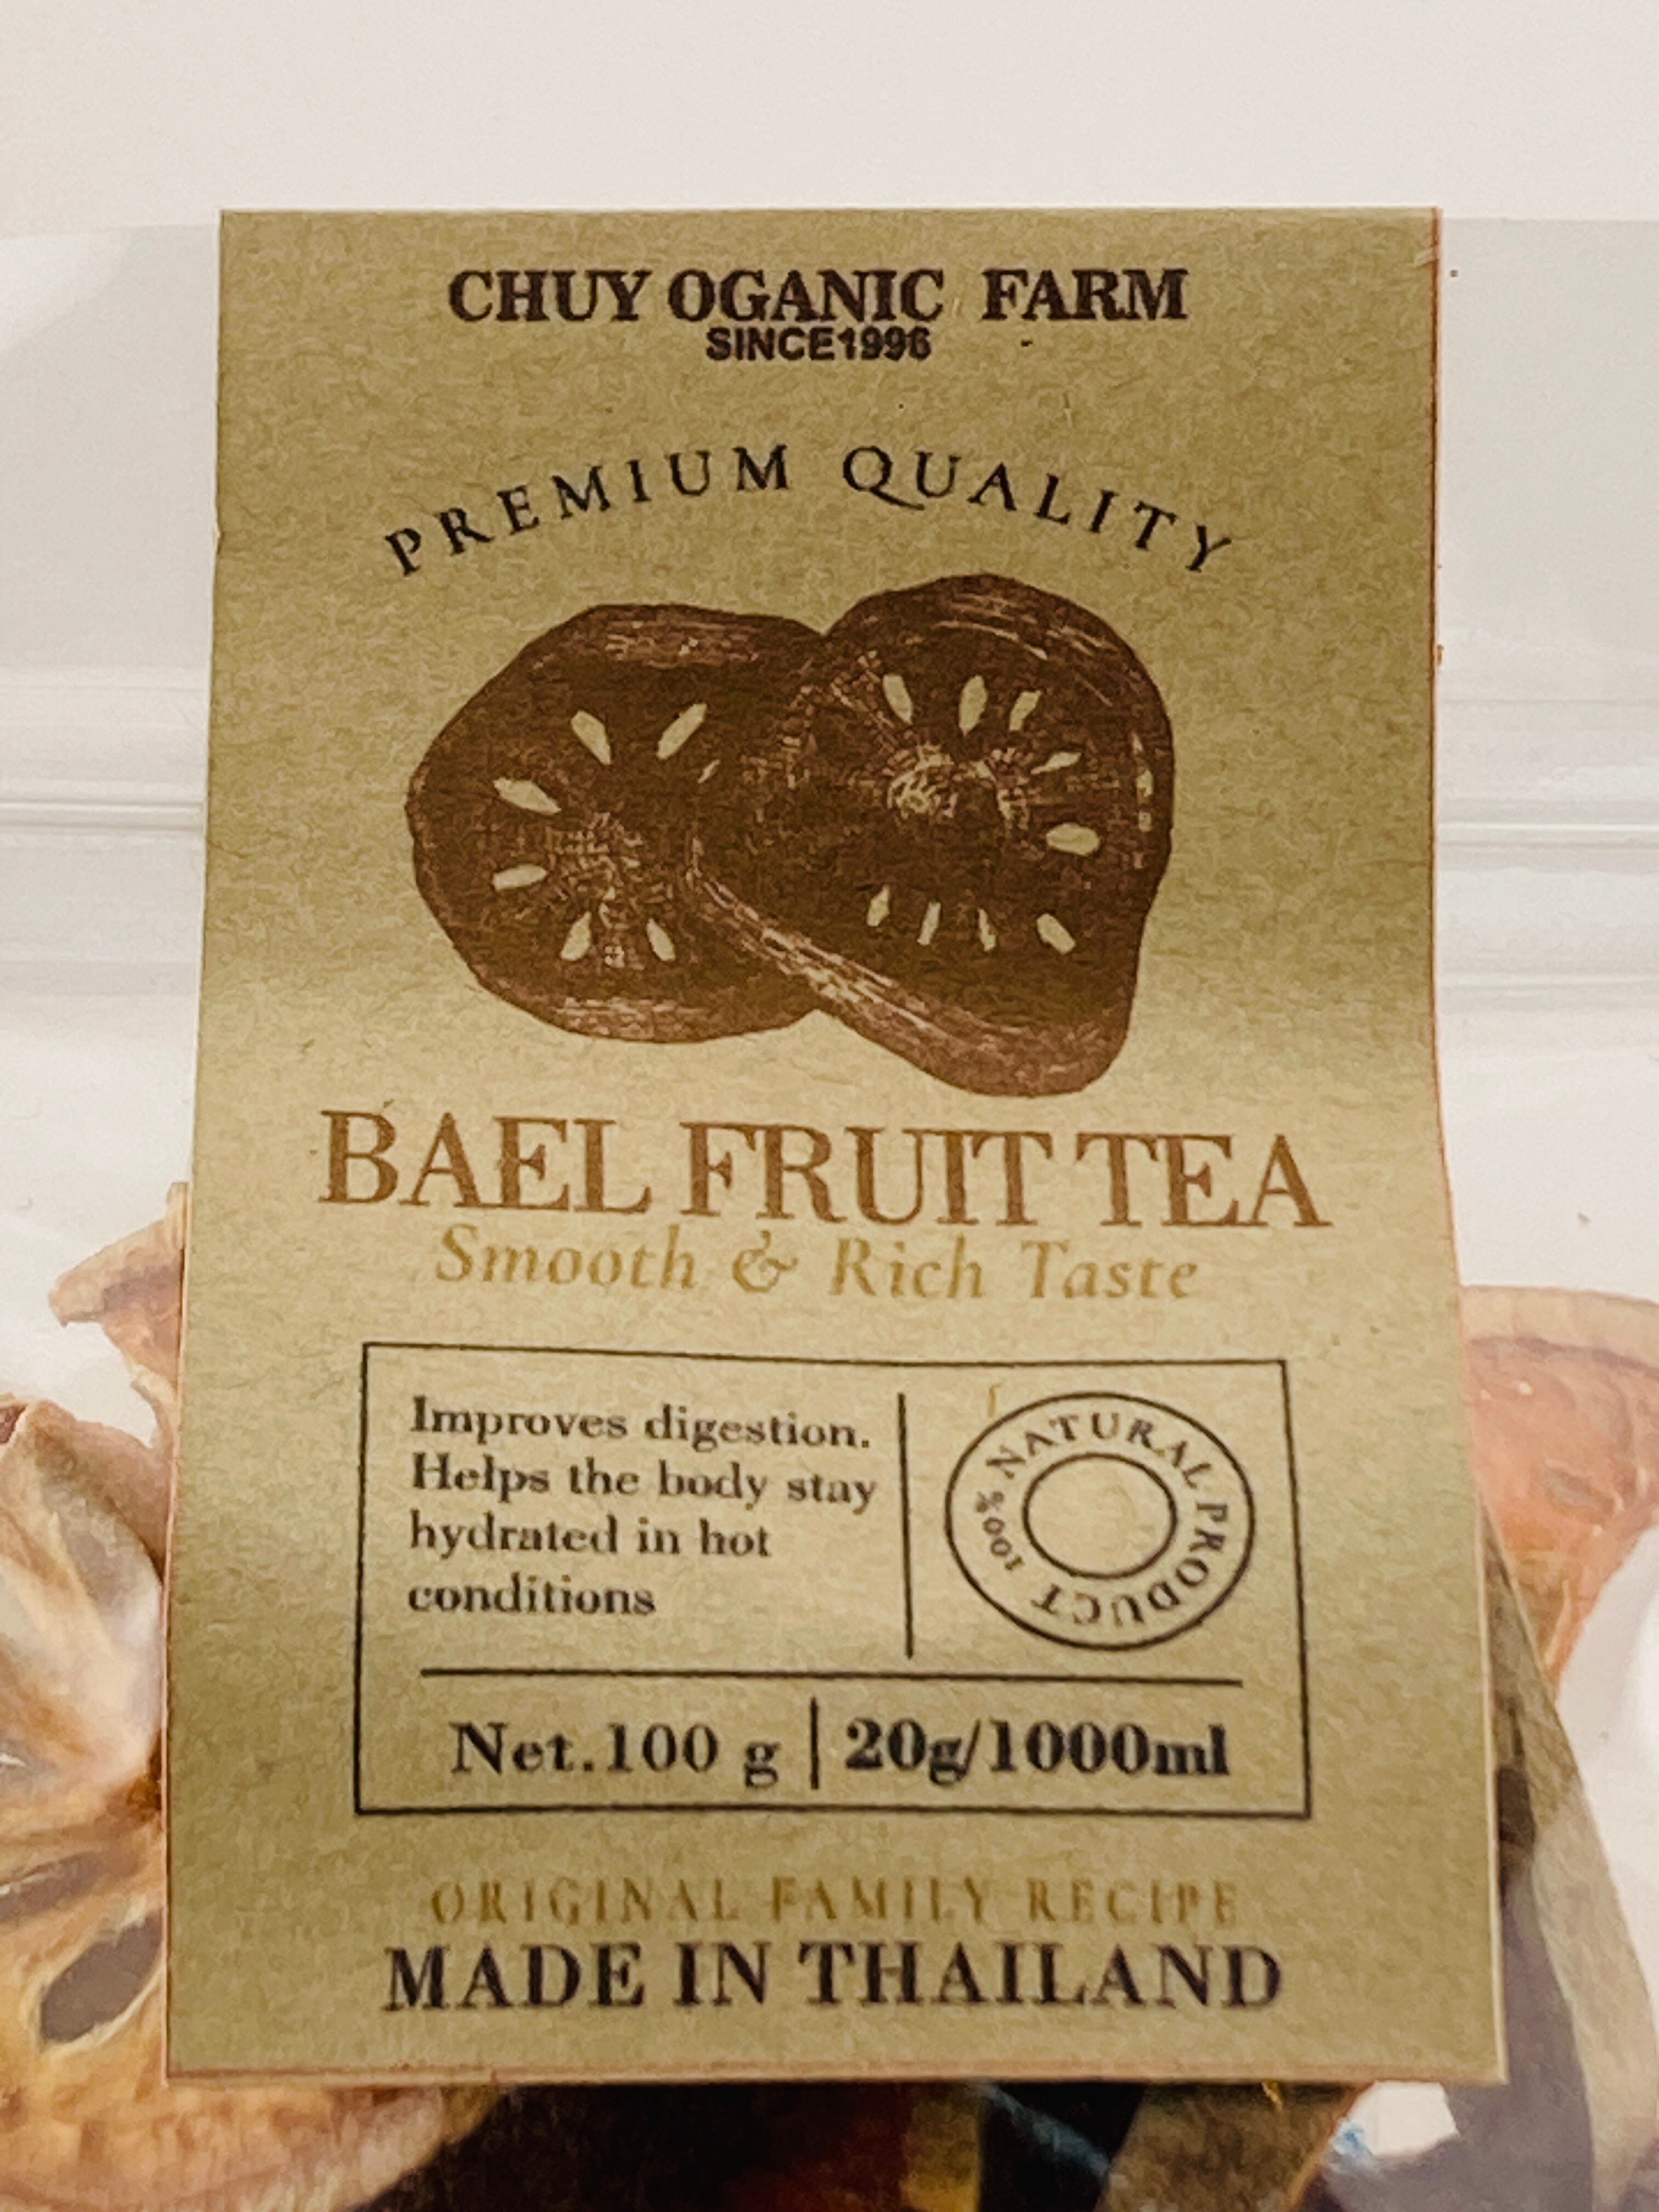 CHUY OGANIC FARM
SINCE1996
PREMIUM QUALITY
BAEL FRUIT TEA
Smooth & Rich Taste
Improves digestion.
Helps the body stay
hydrated in hot
conditions
100% NATURAL PRODUCT
Net.100 g | 20g/1000ml
ORIGINAL FAMILY RECIPE
MADE IN THAILAND